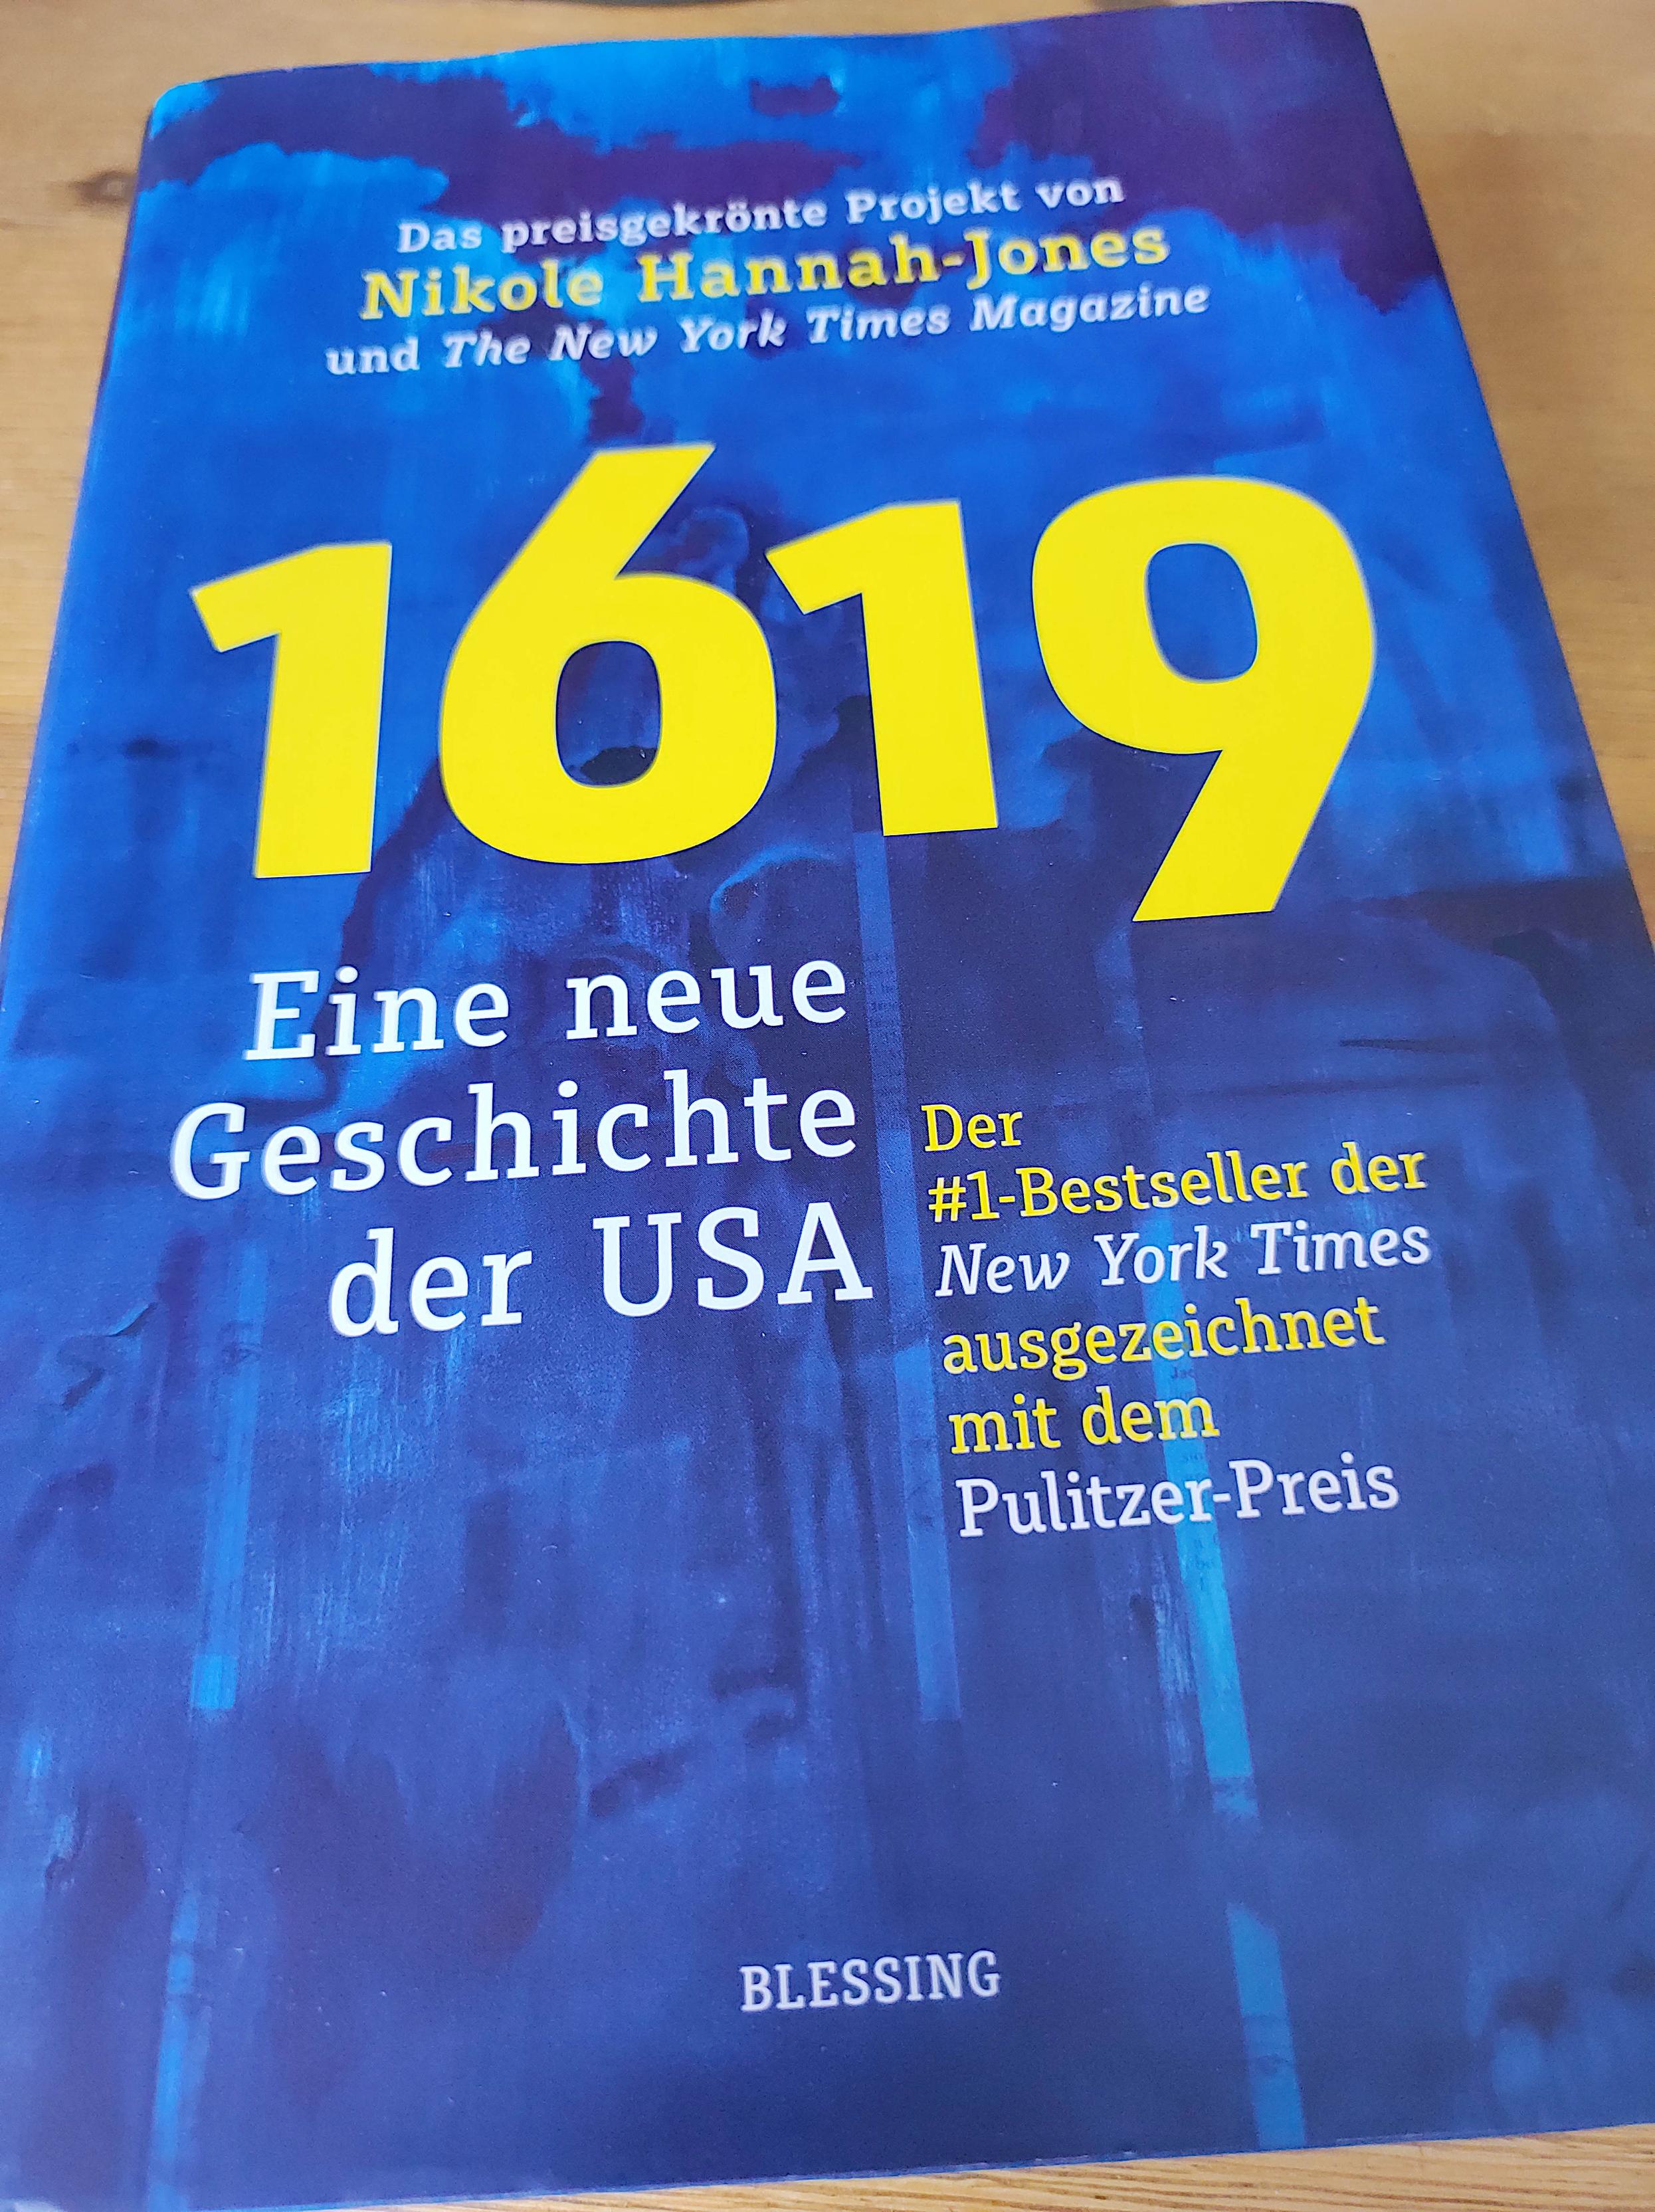 Das preisgekrönte Projekt von
Nikole Hannah-Jones
und The New York Times Magazine
1619
Eine neue
Geschichte
der USA
Der
#1-Bestseller der
New York Times
ausgezeichnet
mit dem
Pulitzer-Preis
BLESSING